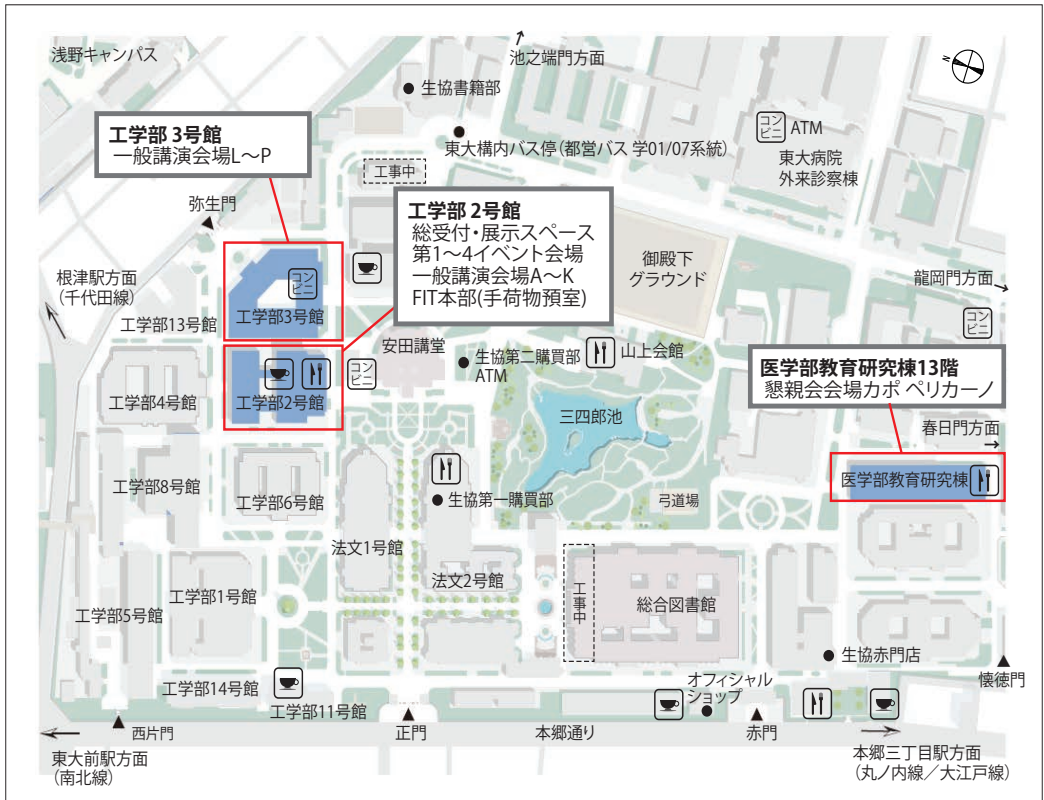 浅野キャンパス
池之端門方面
生協書籍部
N
コン
ビニ
ATM
東大病院
外来診察棟
東大構内バス停(都営バス 学01/07系統)
工学部 3号館
一般講演会場L～P
工事中
弥生門
工学部 2号館
総受付・展示スペース
第1～4イベント会場
一般講演会場A～K
FIT本部(手荷物預室)
御殿下
グラウンド
根津駅方面
(千代田線)
龍岡門方面
コン
ビニ
工学部3号館
工学部13号館
コン
ビニ
安田講堂
生協第二購買部
ATM
山上会館
コン
ビニ
医学部教育研究棟13階
懇親会会場カポ ペリカーノ
工学部4号館
工学部2号館
三四郎池
春日門方面
医学部教育研究棟
工学部8号館
工学部6号館
生協第一購買部
弓道場
法文1号館
法文2号館
工学部1号館
工学部5号館
工事中
総合図書館
生協赤門店
工学部14号館
工学部11号館
オフィシャル
ショップ
懐徳門
西片門
正門
本郷通り
赤門
東大前駅方面
(南北線)
本郷三丁目駅方面
(丸ノ内線／大江戸線)